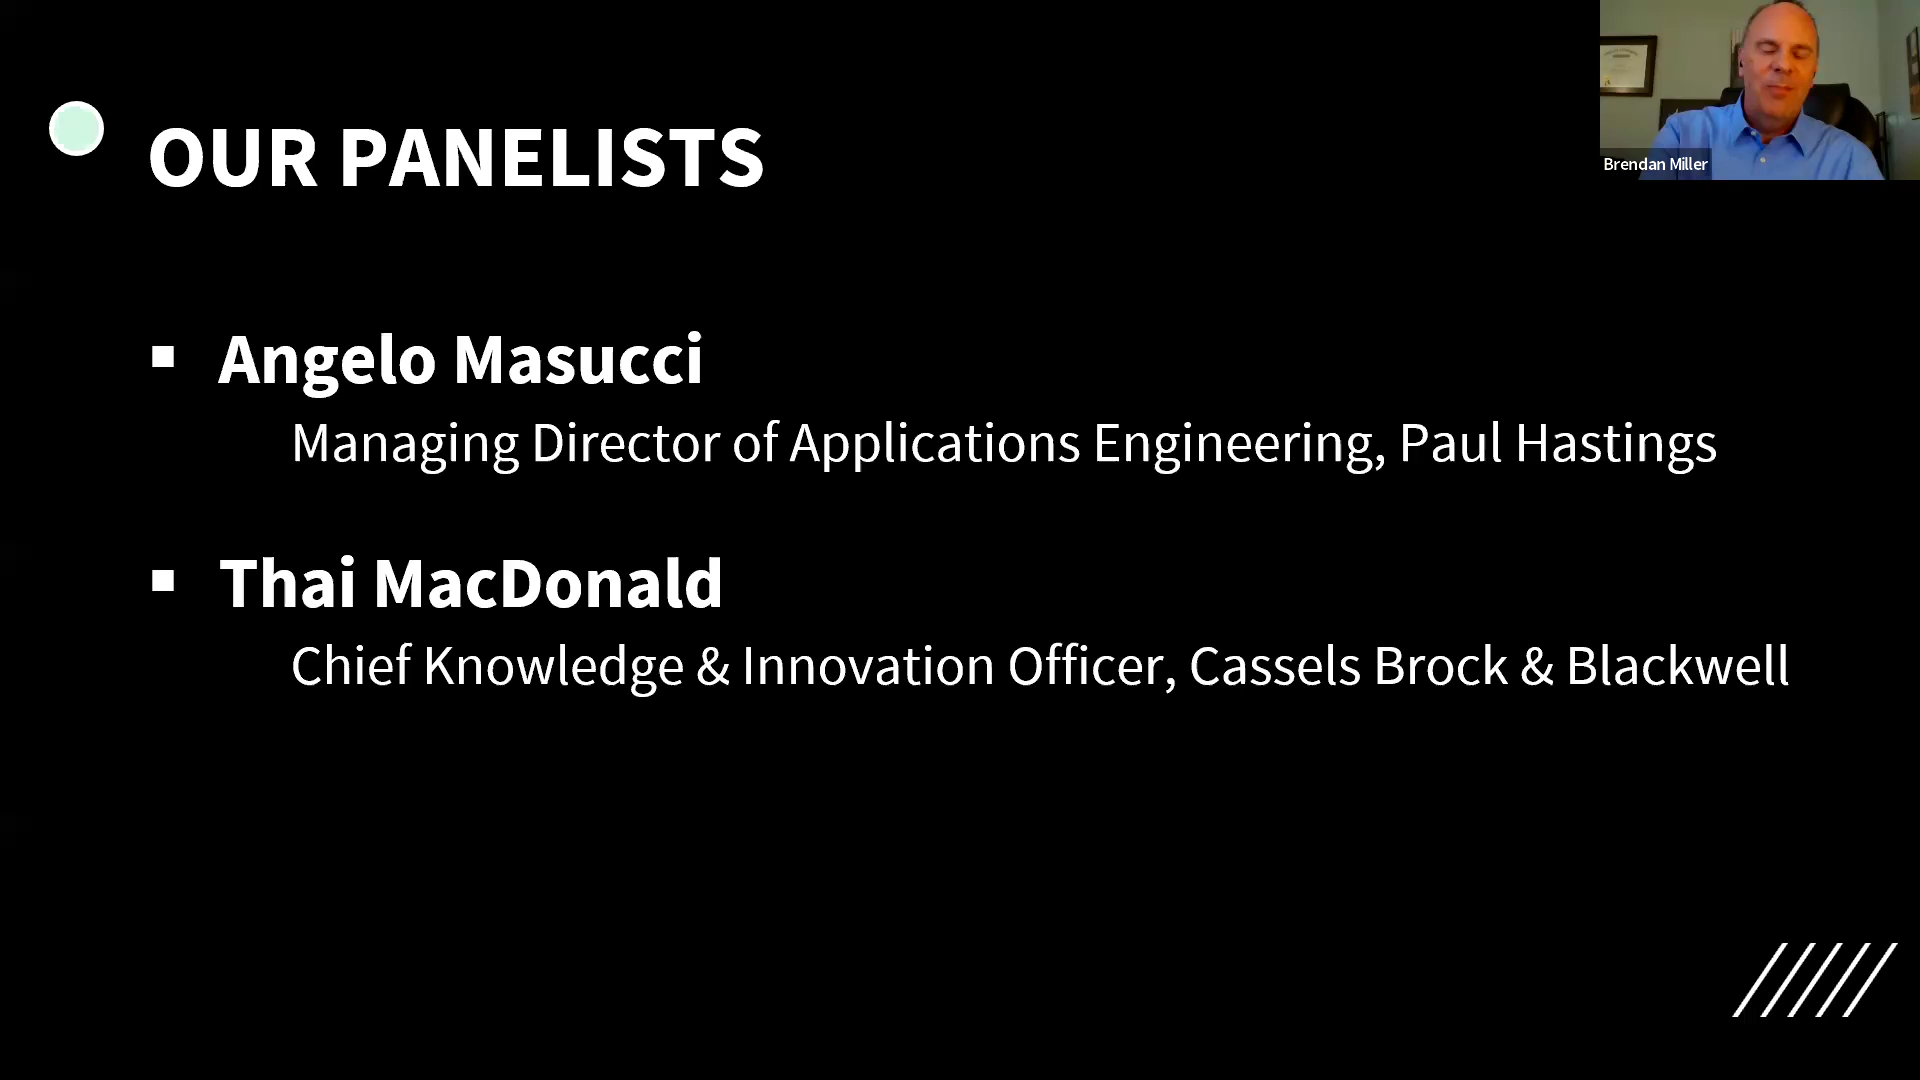 OUR PANELISTS
Brendan Miller
▪ Angelo Masucci
Managing Director of Applications Engineering, Paul Hastings
▪ Thai MacDonald
Chief Knowledge & Innovation Officer, Cassels Brock & Blackwell